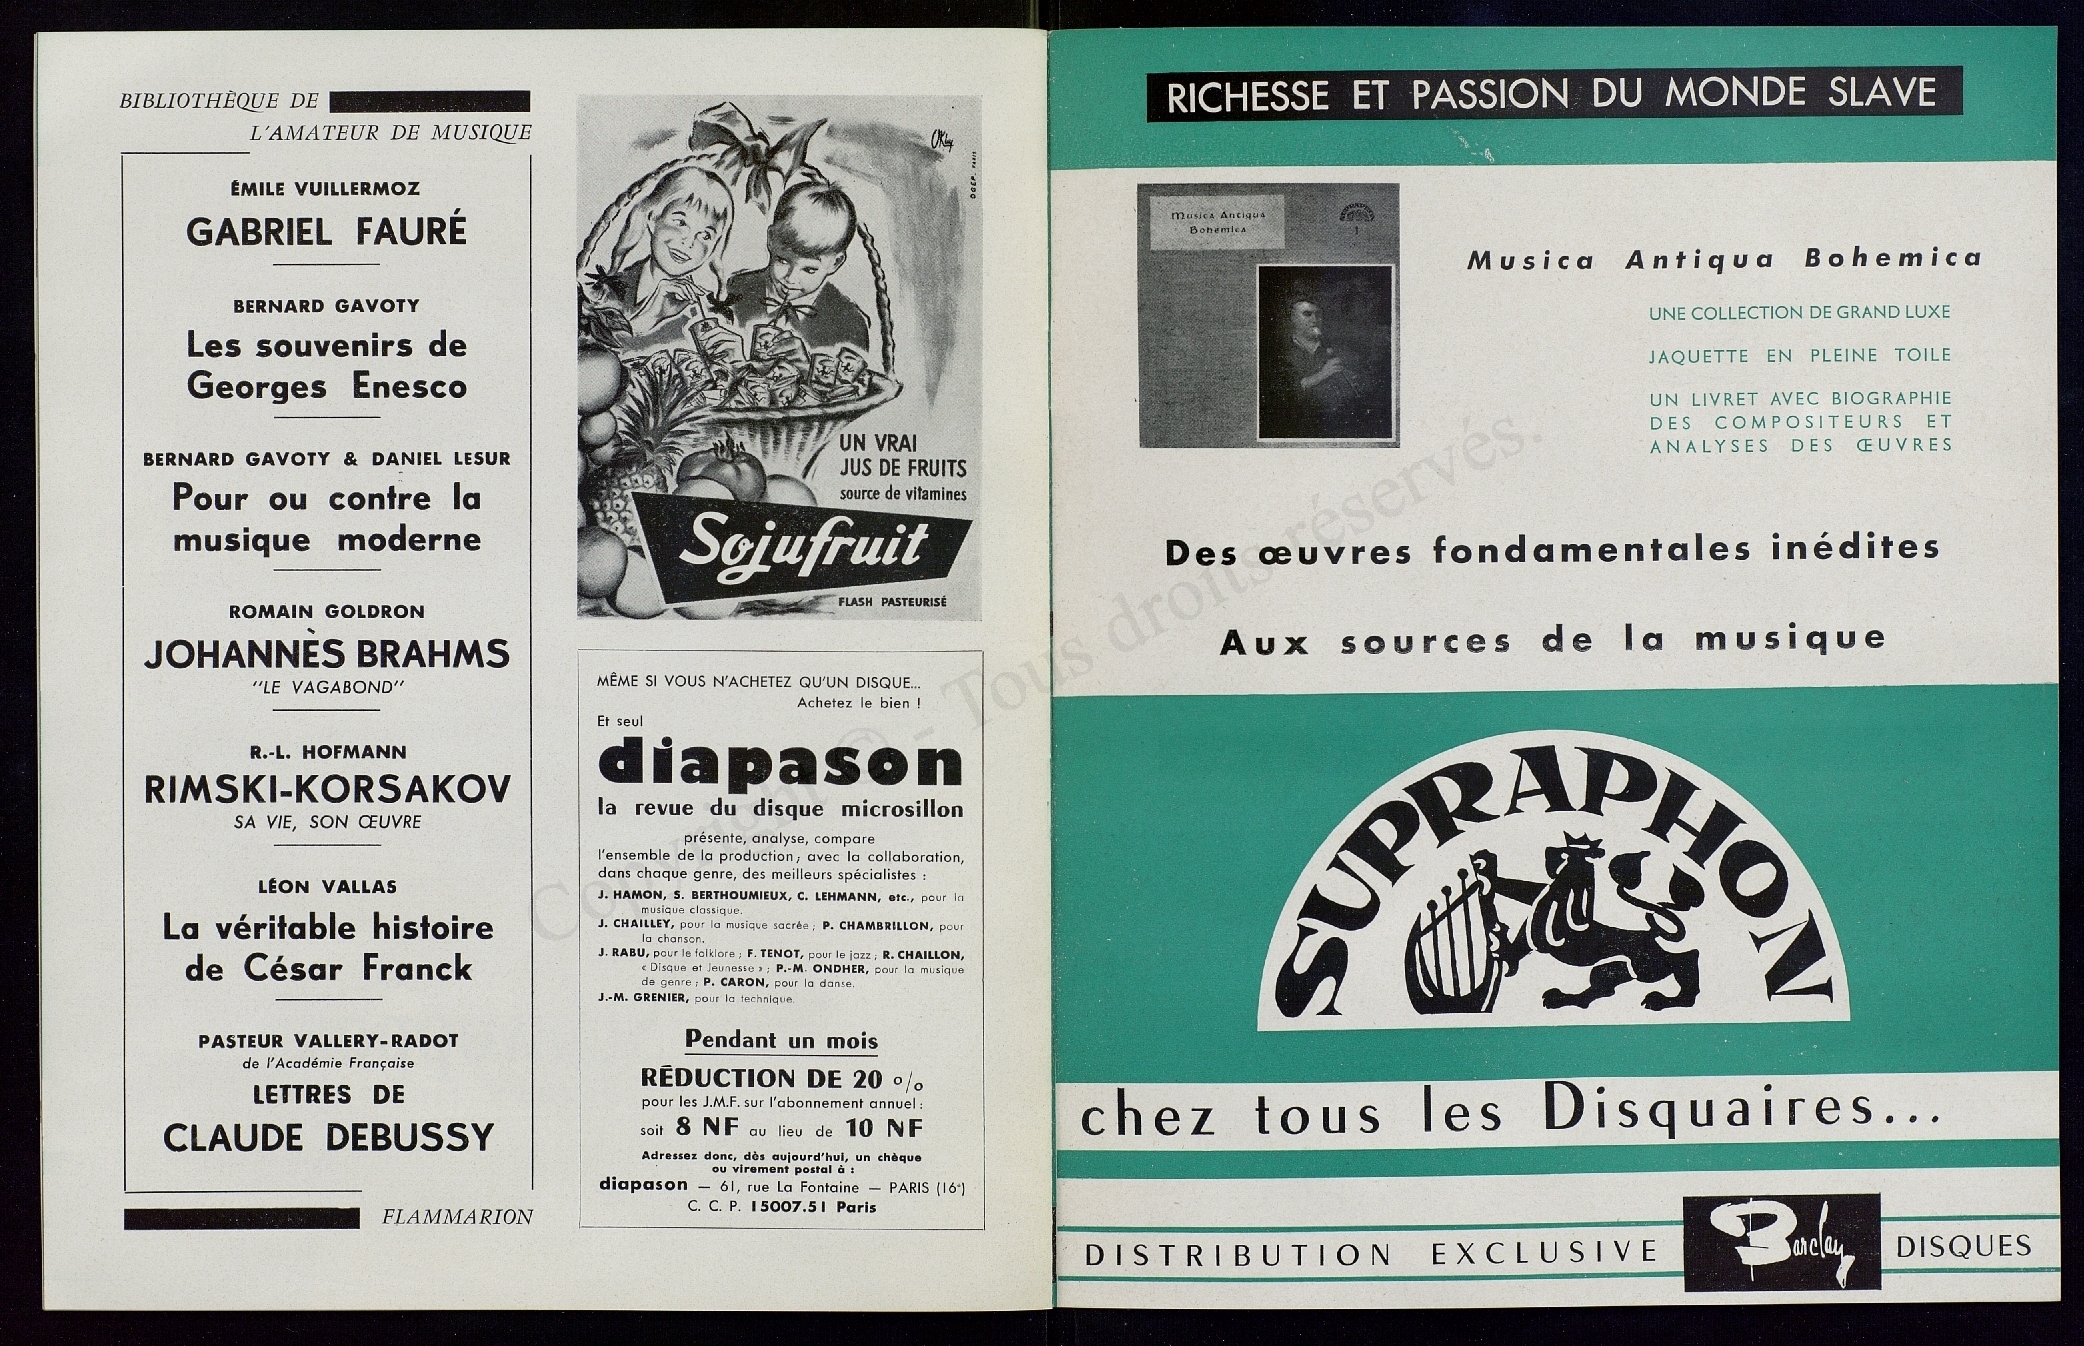 BIBLIOTHÈQUE DE
L'AMATEUR DE MUSIQUE
ÉMILE VUILLERMOZ
GABRIEL FAURÉ
BERNARD GAVOTY
Les souvenirs de
Georges Enesco
BERNARD GAVOTY & DANIEL LESUR
Pour ou contre la
musique moderne
ROMAIN GOLDRON
JOHANNÈS BRAHMS
"LE VAGABOND"
R.-L. HOFMANN
RIMSKI-KORSAKOV
SA VIE, SON ŒUVRE
LÉON VALLAS
La véritable histoire
de César Franck
PASTEUR VALLERY-RADOT
de l'Académie Française
LETTRES DE
CLAUDE DEBUSSY
FLAMMARION
UN VRAI
JUS DE FRUITS
source de vitamines
Sojufruit
FLASH PASTEURISÉ
MÊME SI VOUS N'ACHETEZ QU'UN DISQUE...
Achetez le bien !
Et seul
diapason
la revue du disque microsillon
présente, analyse, compare
l'ensemble de la production; avec la collaboration,
dans chaque genre, des meilleurs spécialistes :
J. HAMON, S. BERTHOUMIEUX, C. LEHMANN, etc., pour la
musique classique.
J. CHAILLEY, pour la musique sacrée ; P. CHAMBRILLON, pour
la chanson.
J. RABU, pour le folklore ; F. TENOT, pour le jazz ; R. CHAILLON,
« Disque et Jeunesse » ; P.-M. ONDHER, pour la musique
de genre ; P. CARON, pour la danse.
J.-M. GRENIER, pour la technique.
Pendant un mois
RÉDUCTION DE 20 %
pour les J.M.F. sur l'abonnement annuel :
soit 8 NF au lieu de 10 NF
Adressez donc, dès aujourd'hui, un chèque
ou virement postal à :
diapason — 61, rue La Fontaine — PARIS (16e)
C. C. P. 15007.51 Paris
RICHESSE ET PASSION DU MONDE SLAVE
Musica Antiqua
Bohemica
SUPRAPHON
1
Musica Antiqua Bohemica
UNE COLLECTION DE GRAND LUXE
JAQUETTE EN PLEINE TOILE
UN LIVRET AVEC BIOGRAPHIE
DES COMPOSITEURS ET
ANALYSES DES ŒUVRES
Des œuvres fondamentales inédites
Aux sources de la musique
SUPRAPHON
chez tous les Disquaires...
DISTRIBUTION EXCLUSIVE Barclay DISQUES
Copyright © - Tous droits réservés.